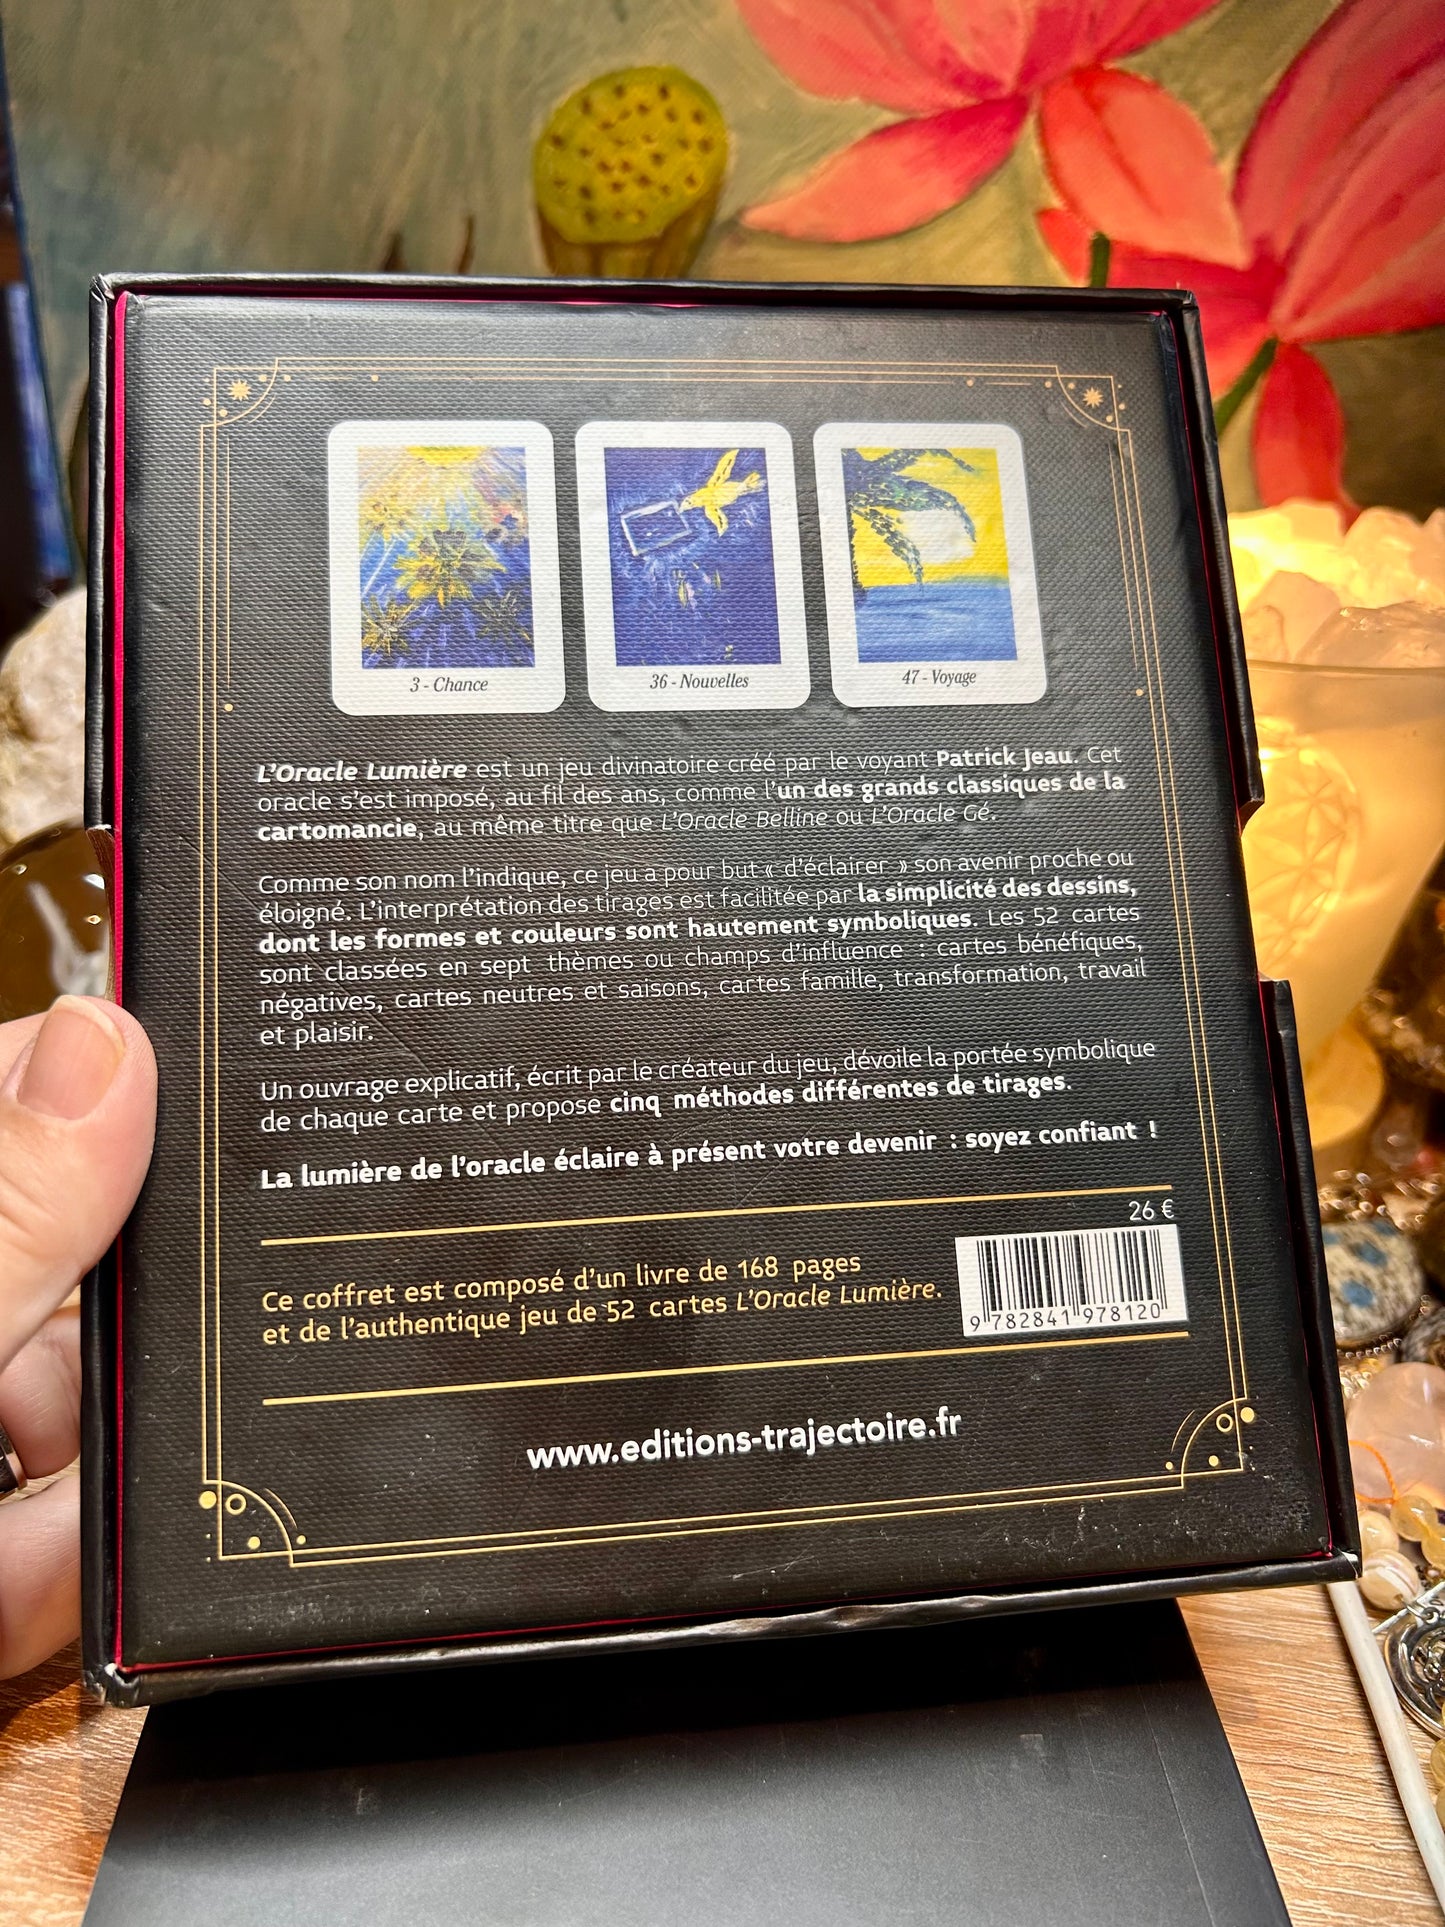 3 - Chance
36 - Nouvelles
47 - Voyage
L'Oracle Lumière est un jeu divinatoire créé par le voyant Patrick Jeau. Cet
oracle s'est imposé, au fil des ans, comme l'un des grands classiques de la
cartomancie, au même titre que L'Oracle Belline ou L'Oracle Gé.
Comme son nom l'indique, ce jeu a pour but « d'éclairer » son avenir proche ou
éloigné. L'interprétation des tirages est facilitée par la simplicité des dessins,
dont les formes et couleurs sont hautement symboliques. Les 52 cartes
sont classées en sept thèmes ou champs d'influence : cartes bénéfiques,
négatives, cartes neutres et saisons, cartes famille, transformation, travail
et plaisir.
Un ouvrage explicatif, écrit par le créateur du jeu, dévoile la portée symbolique
de chaque carte et propose cinq méthodes différentes de tirages.
La lumière de l'oracle éclaire à présent votre devenir : soyez confiant !
26 €
Ce coffret est composé d'un livre de 168 pages
et de l'authentique jeu de 52 cartes L'Oracle Lumière.
9 782841 978120
www.editions-trajectoire.fr